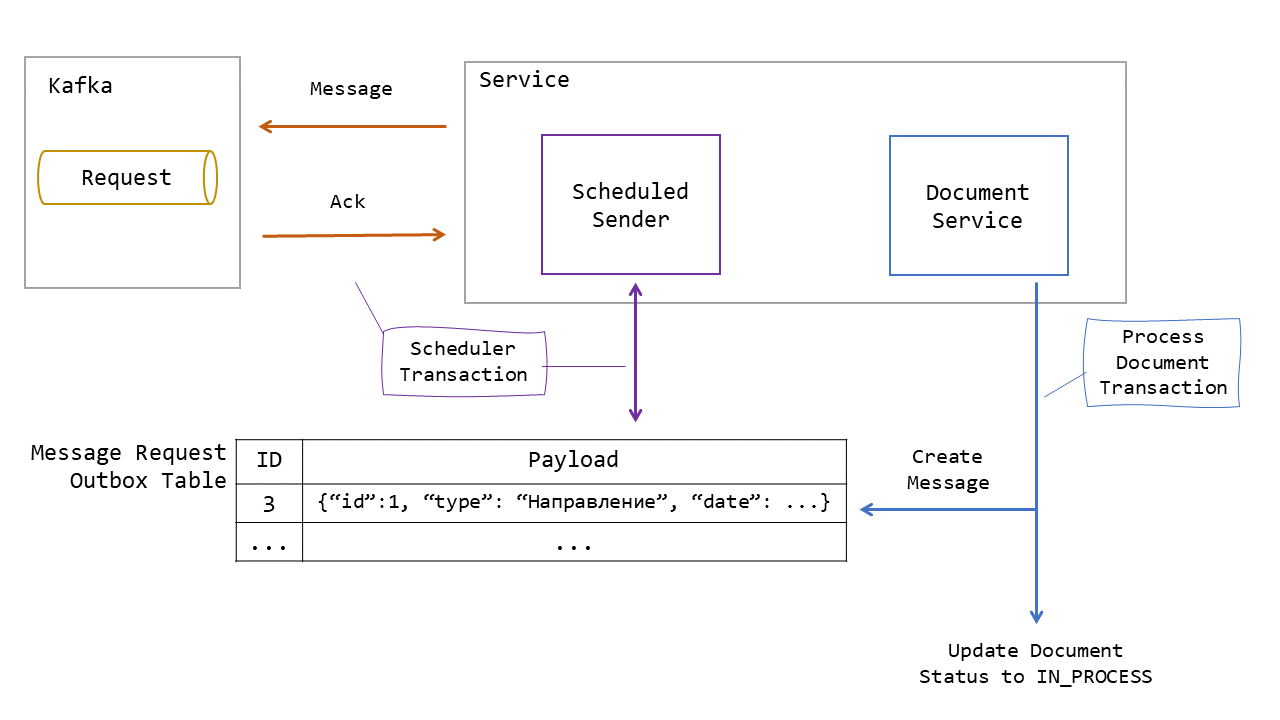 Kafka
Request
Message
Ack
Service
Scheduled
Sender
Document
Service
Scheduler
Transaction
Process
Document
Transaction
Message Request
Outbox Table
ID Payload
3 {“id”:1, “type”: “Направление”, “date”: ...}
... ...
Create
Message
Update Document
Status to IN_PROCESS